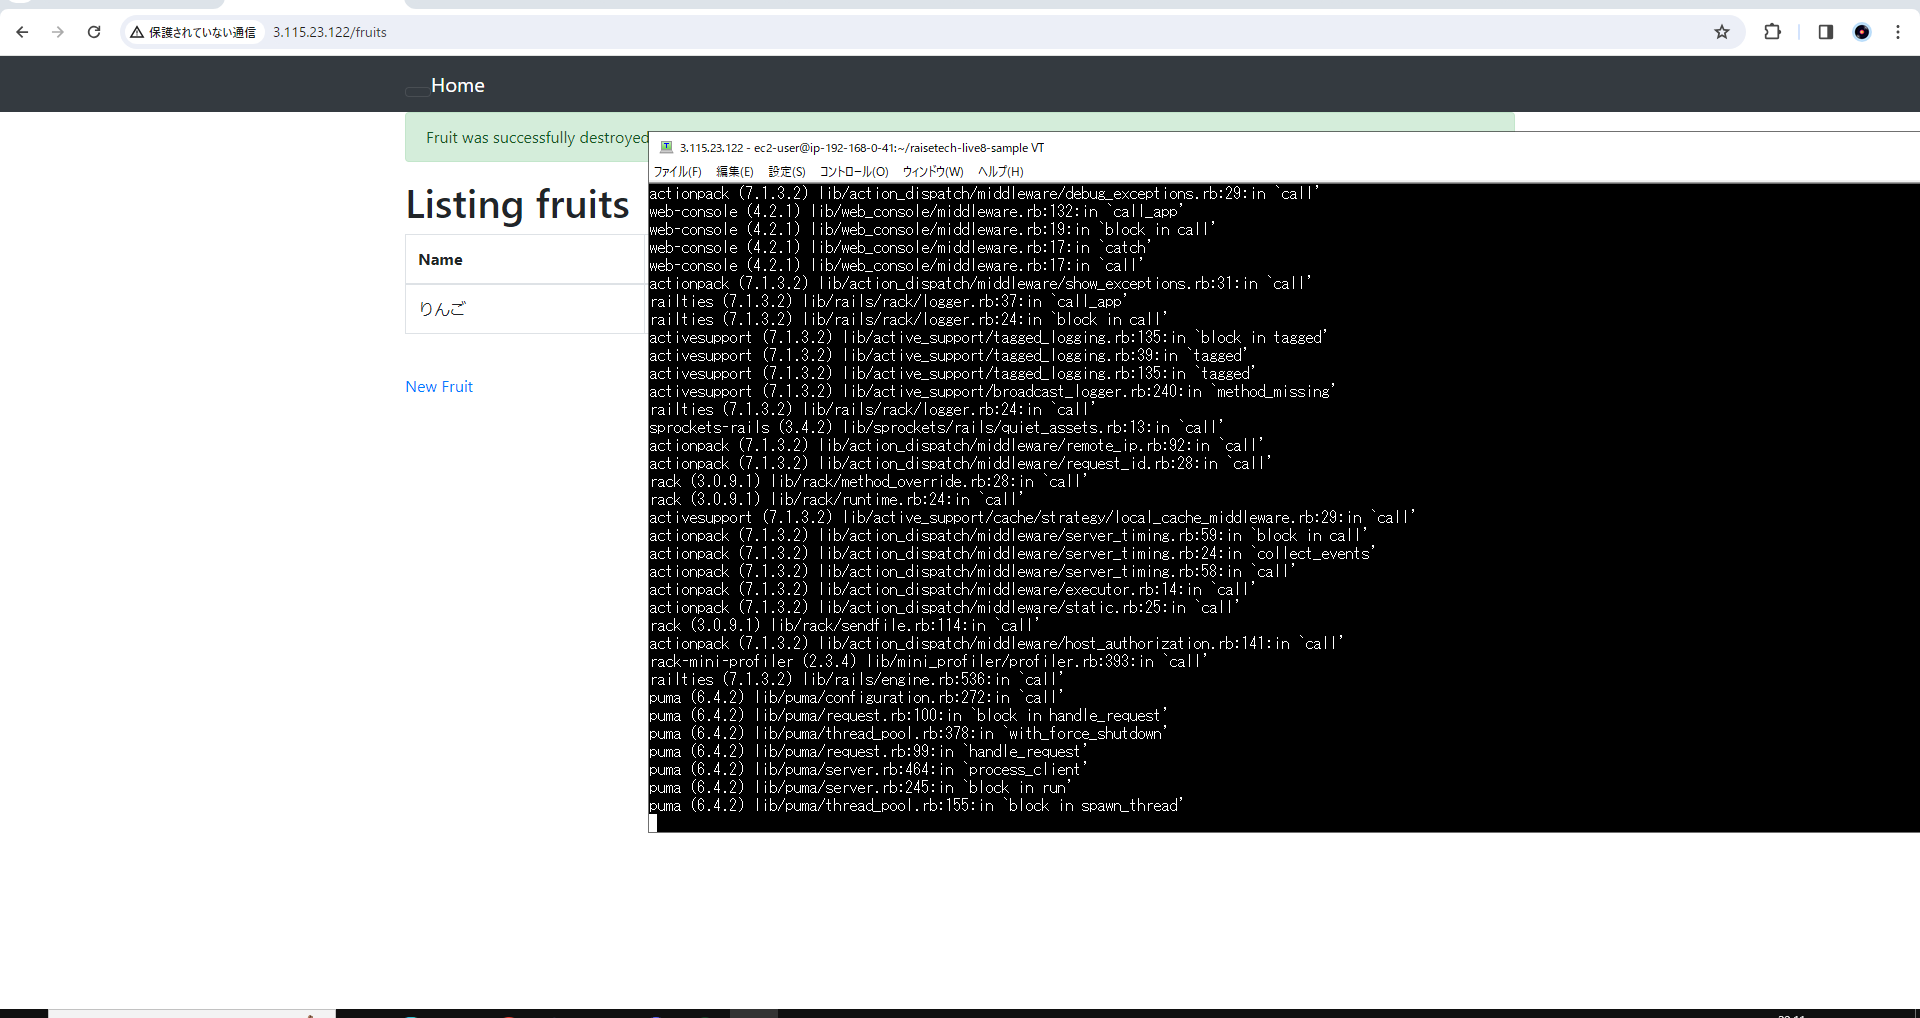 保護されていない通信 3.115.23.122/fruits
Home
Fruit was successfully destroyed
Listing fruits
Name
りんご
New Fruit
3.115.23.122 - ec2-user@ip-192-168-0-41:~/raisetech-live8-sample VT
ファイル(F) 編集(E) 設定(S) コントロール(O) ウィンドウ(W) ヘルプ(H)
actionpack (7.1.3.2) lib/action_dispatch/middleware/debug_exceptions.rb:29:in `call'
web-console (4.2.1) lib/web_console/middleware.rb:132:in `call_app'
web-console (4.2.1) lib/web_console/middleware.rb:19:in `block in call'
web-console (4.2.1) lib/web_console/middleware.rb:17:in `catch'
web-console (4.2.1) lib/web_console/middleware.rb:17:in `call'
actionpack (7.1.3.2) lib/action_dispatch/middleware/show_exceptions.rb:31:in `call'
railties (7.1.3.2) lib/rails/rack/logger.rb:37:in `call_app'
railties (7.1.3.2) lib/rails/rack/logger.rb:24:in `block in call'
activesupport (7.1.3.2) lib/active_support/tagged_logging.rb:135:in `block in tagged'
activesupport (7.1.3.2) lib/active_support/tagged_logging.rb:39:in `tagged'
activesupport (7.1.3.2) lib/active_support/tagged_logging.rb:135:in `tagged'
activesupport (7.1.3.2) lib/active_support/broadcast_logger.rb:240:in `method_missing'
railties (7.1.3.2) lib/rails/rack/logger.rb:24:in `call'
sprockets-rails (3.4.2) lib/sprockets/rails/quiet_assets.rb:13:in `call'
actionpack (7.1.3.2) lib/action_dispatch/middleware/remote_ip.rb:92:in `call'
actionpack (7.1.3.2) lib/action_dispatch/middleware/request_id.rb:28:in `call'
rack (3.0.9.1) lib/rack/method_override.rb:28:in `call'
rack (3.0.9.1) lib/rack/runtime.rb:24:in `call'
activesupport (7.1.3.2) lib/active_support/cache/strategy/local_cache_middleware.rb:29:in `call'
actionpack (7.1.3.2) lib/action_dispatch/middleware/server_timing.rb:59:in `block in call'
actionpack (7.1.3.2) lib/action_dispatch/middleware/server_timing.rb:24:in `collect_events'
actionpack (7.1.3.2) lib/action_dispatch/middleware/server_timing.rb:58:in `call'
actionpack (7.1.3.2) lib/action_dispatch/middleware/executor.rb:14:in `call'
actionpack (7.1.3.2) lib/action_dispatch/middleware/static.rb:25:in `call'
rack (3.0.9.1) lib/rack/sendfile.rb:114:in `call'
actionpack (7.1.3.2) lib/action_dispatch/middleware/host_authorization.rb:141:in `call'
rack-mini-profiler (2.3.4) lib/mini_profiler/profiler.rb:393:in `call'
railties (7.1.3.2) lib/rails/engine.rb:536:in `call'
puma (6.4.2) lib/puma/configuration.rb:272:in `call'
puma (6.4.2) lib/puma/request.rb:100:in `block in handle_request'
puma (6.4.2) lib/puma/thread_pool.rb:378:in `with_force_shutdown'
puma (6.4.2) lib/puma/request.rb:99:in `handle_request'
puma (6.4.2) lib/puma/server.rb:464:in `process_client'
puma (6.4.2) lib/puma/server.rb:245:in `block in run'
puma (6.4.2) lib/puma/thread_pool.rb:155:in `block in spawn_thread'